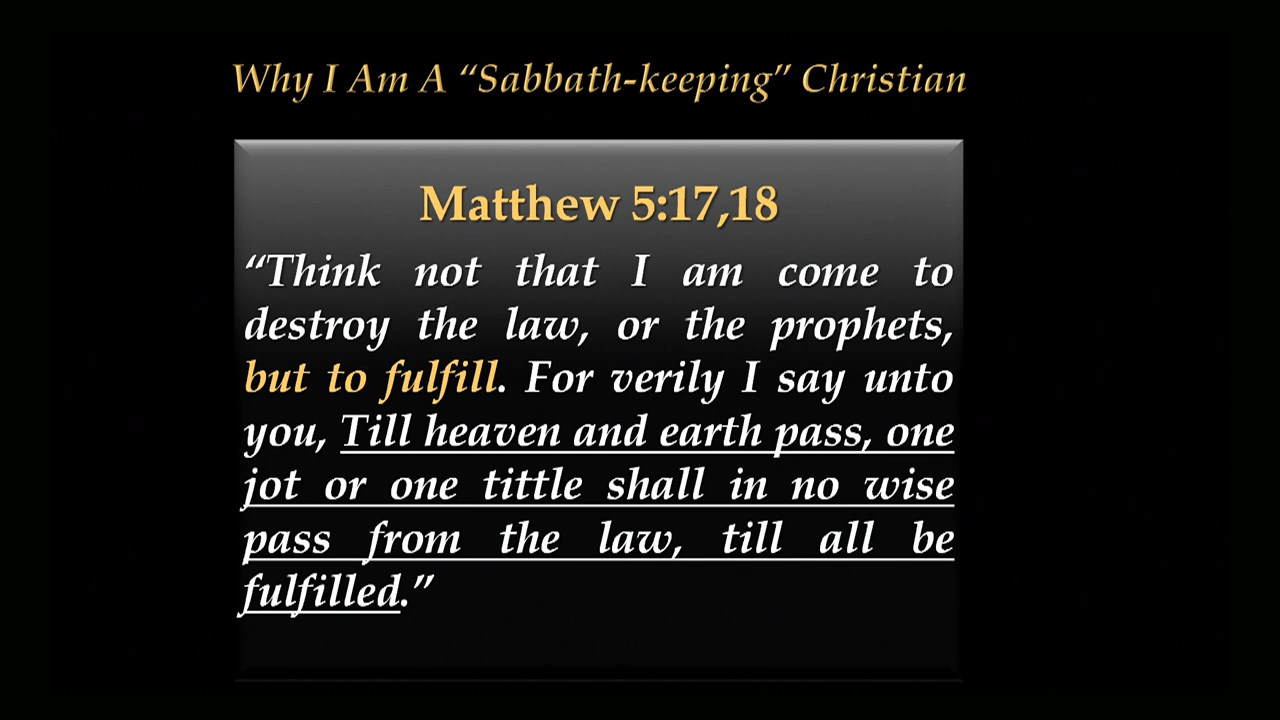 Why I Am A “Sabbath-keeping” Christian
Matthew 5:17,18
“Think not that I am come to
destroy the law, or the prophets,
but to fulfill. For verily I say unto
you, Till heaven and earth pass, one
jot or one tittle shall in no wise
pass from the law, till all be
fulfilled.”